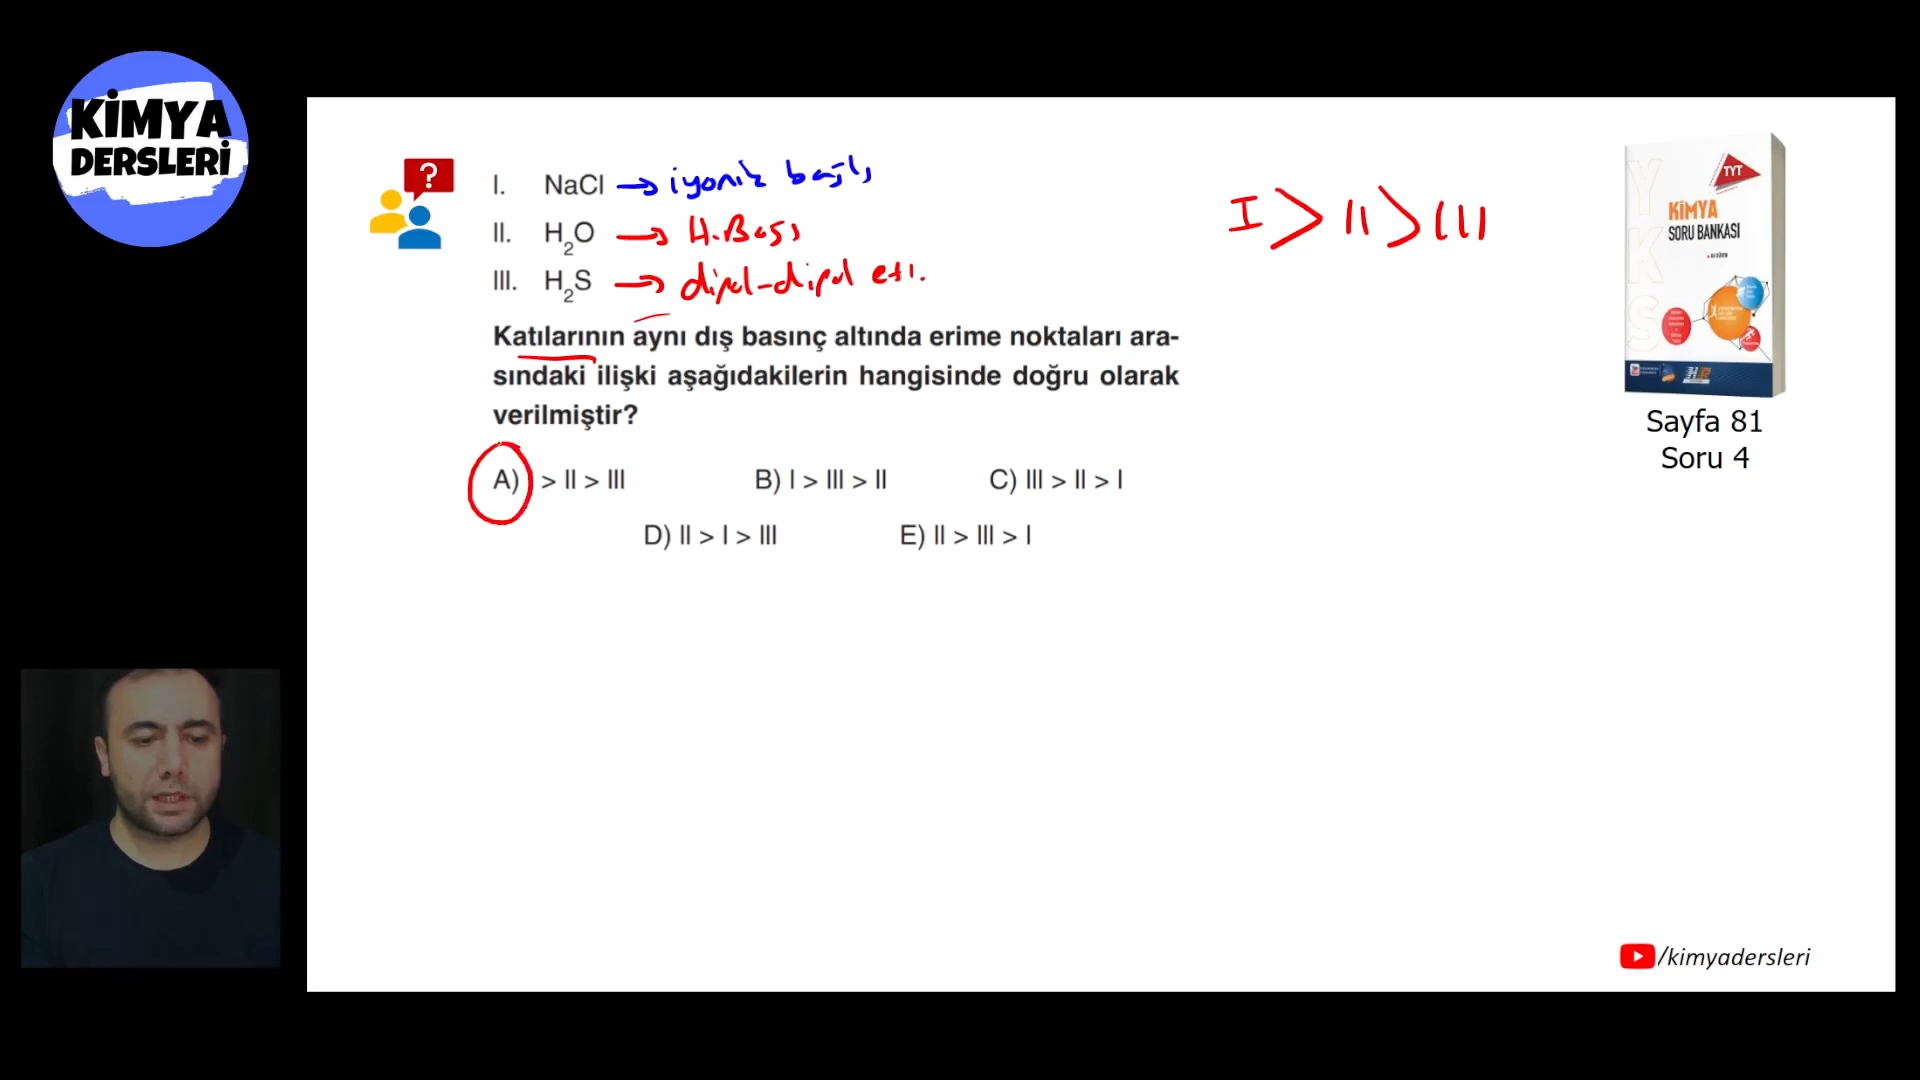 KİMYA
DERSLERİ
?
I. NaCl → iyonik bağlı
II. H₂O → H.Bağı
III. H₂S → dipol-dipol etk.
I > II > III
Katılarının aynı dış basınç altında erime noktaları ara-
sındaki ilişki aşağıdakilerin hangisinde doğru olarak
verilmiştir?
A) > II > III
B) I > III > II
C) III > II > I
D) II > I > III
E) II > III > I
YKS
TYT
KİMYA
SORU BANKASI
Sayfa 81
Soru 4
/kimyadersleri